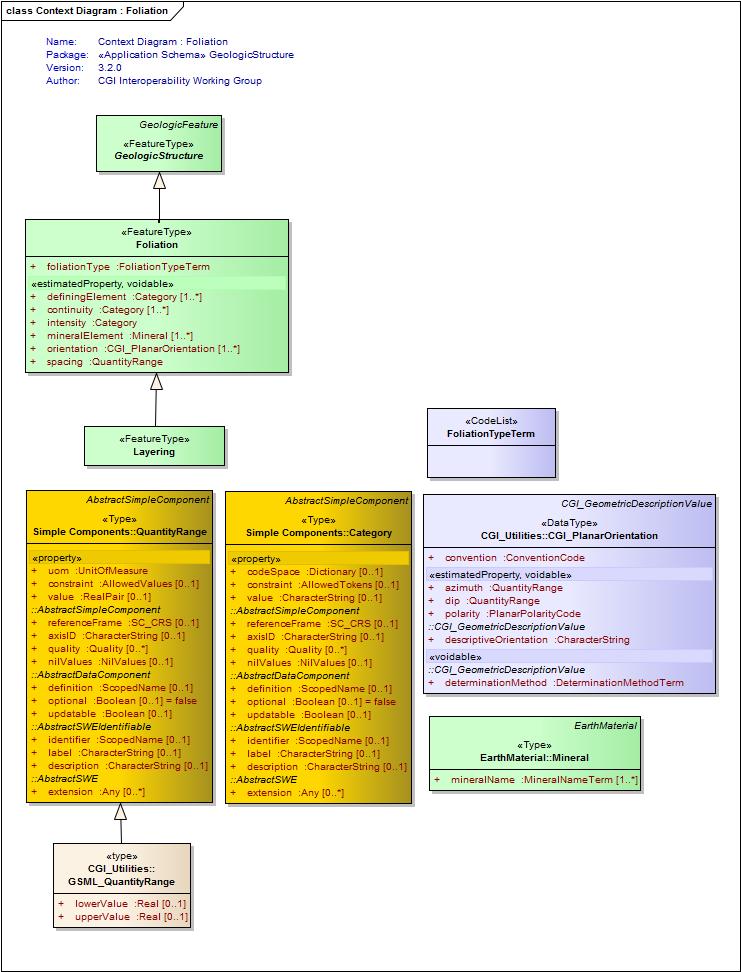 class Context Diagram : Foliation
Name: Context Diagram : Foliation
Package: «Application Schema» GeologicStructure
Version: 3.2.0
Author: CGI Interoperability Working Group
GeologicFeature
«FeatureType»
GeologicStructure
«FeatureType»
Foliation
+ foliationType :FoliationTypeTerm
«estimatedProperty, voidable»
+ definingElement :Category [1..*]
+ continuity :Category [1..*]
+ intensity :Category
+ mineralElement :Mineral [1..*]
+ orientation :CGI_PlanarOrientation [1..*]
+ spacing :QuantityRange
«FeatureType»
Layering
«CodeList»
FoliationTypeTerm
AbstractSimpleComponent
«Type»
Simple Components::QuantityRange
«property»
+ uom :UnitOfMeasure
+ constraint :AllowedValues [0..1]
+ value :RealPair [0..1]
::AbstractSimpleComponent
+ referenceFrame :SC_CRS [0..1]
+ axisID :CharacterString [0..1]
+ quality :Quality [0..*]
+ nilValues :NilValues [0..1]
::AbstractDataComponent
+ definition :ScopedName [0..1]
+ optional :Boolean [0..1] = false
+ updatable :Boolean [0..1]
::AbstractSWEIdentifiable
+ identifier :ScopedName [0..1]
+ label :CharacterString [0..1]
+ description :CharacterString [0..1]
::AbstractSWE
+ extension :Any [0..*]
AbstractSimpleComponent
«Type»
Simple Components::Category
«property»
+ codeSpace :Dictionary [0..1]
+ constraint :AllowedTokens [0..1]
+ value :CharacterString [0..1]
::AbstractSimpleComponent
+ referenceFrame :SC_CRS [0..1]
+ axisID :CharacterString [0..1]
+ quality :Quality [0..*]
+ nilValues :NilValues [0..1]
::AbstractDataComponent
+ definition :ScopedName [0..1]
+ optional :Boolean [0..1] = false
+ updatable :Boolean [0..1]
::AbstractSWEIdentifiable
+ identifier :ScopedName [0..1]
+ label :CharacterString [0..1]
+ description :CharacterString [0..1]
::AbstractSWE
+ extension :Any [0..*]
CGI_GeometricDescriptionValue
«DataType»
CGI_Utilities::CGI_PlanarOrientation
+ convention :ConventionCode
«estimatedProperty, voidable»
+ azimuth :QuantityRange
+ dip :QuantityRange
+ polarity :PlanarPolarityCode
::CGI_GeometricDescriptionValue
+ descriptiveOrientation :CharacterString
«voidable»
::CGI_GeometricDescriptionValue
+ determinationMethod :DeterminationMethodTerm
EarthMaterial
«Type»
EarthMaterial::Mineral
+ mineralName :MineralNameTerm [1..*]
«type»
CGI_Utilities::
GSML_QuantityRange
+ lowerValue :Real [0..1]
+ upperValue :Real [0..1]